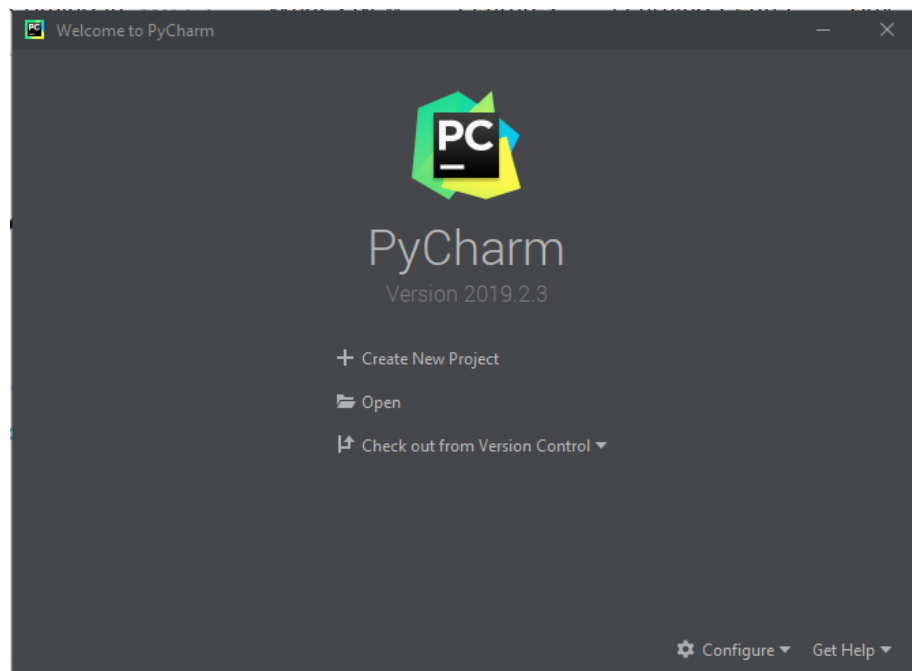 Welcome to PyCharm
PC
PyCharm
Version 2019.2.3
Create New Project
Open
Check out from Version Control
Configure Get Help